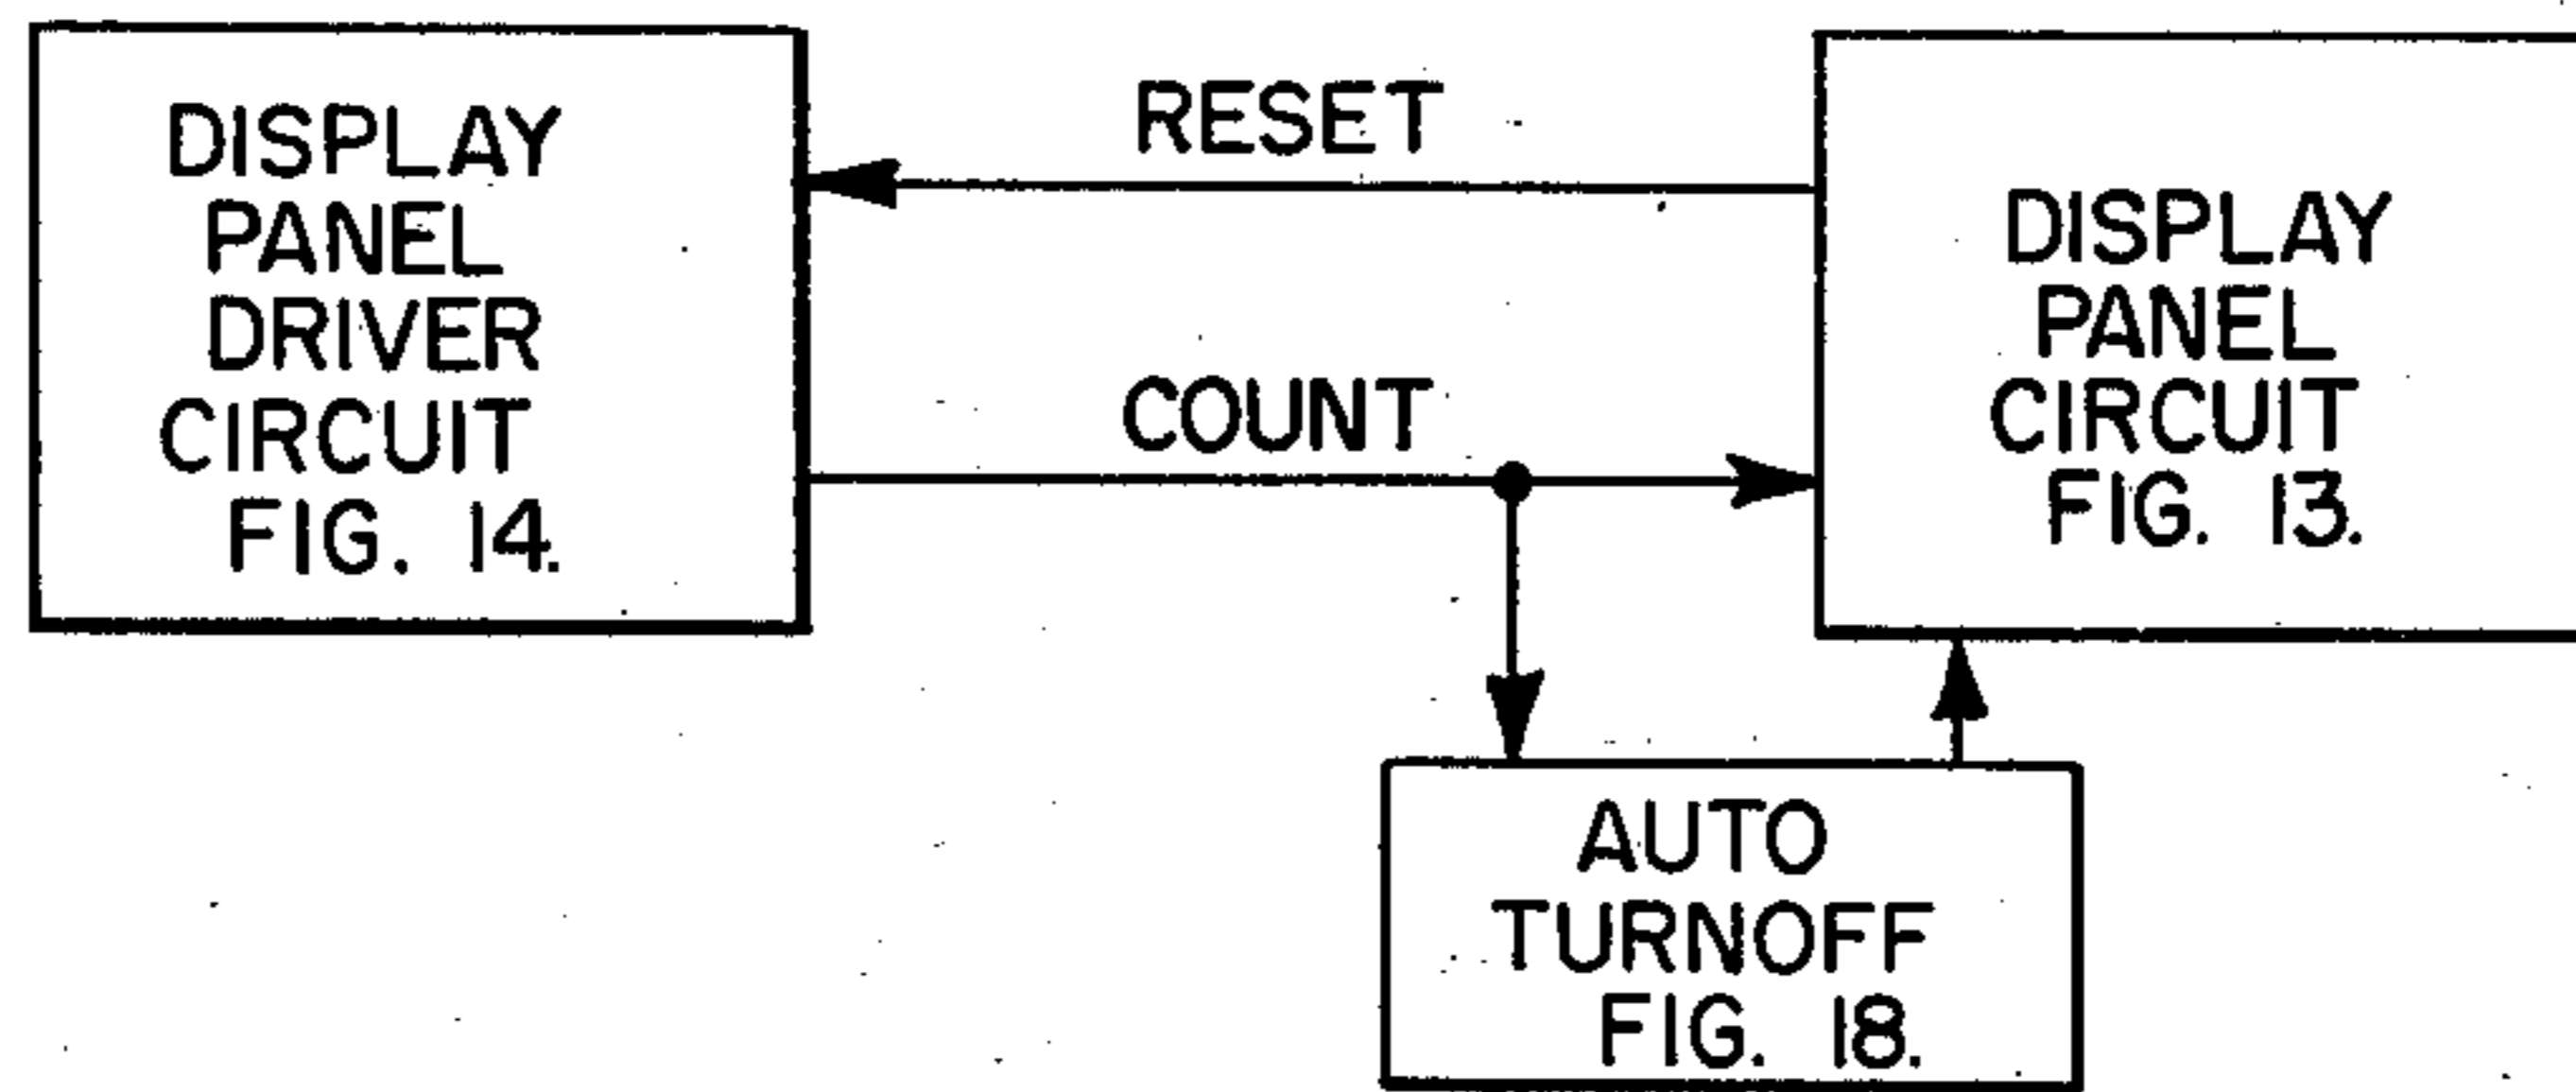 DISPLAY
PANEL
DRIVER
CIRCUIT
FIG. 14.
RESET
COUNT
DISPLAY
PANEL
CIRCUIT
FIG. 13.
AUTO
TURNOFF
FIG. 18.